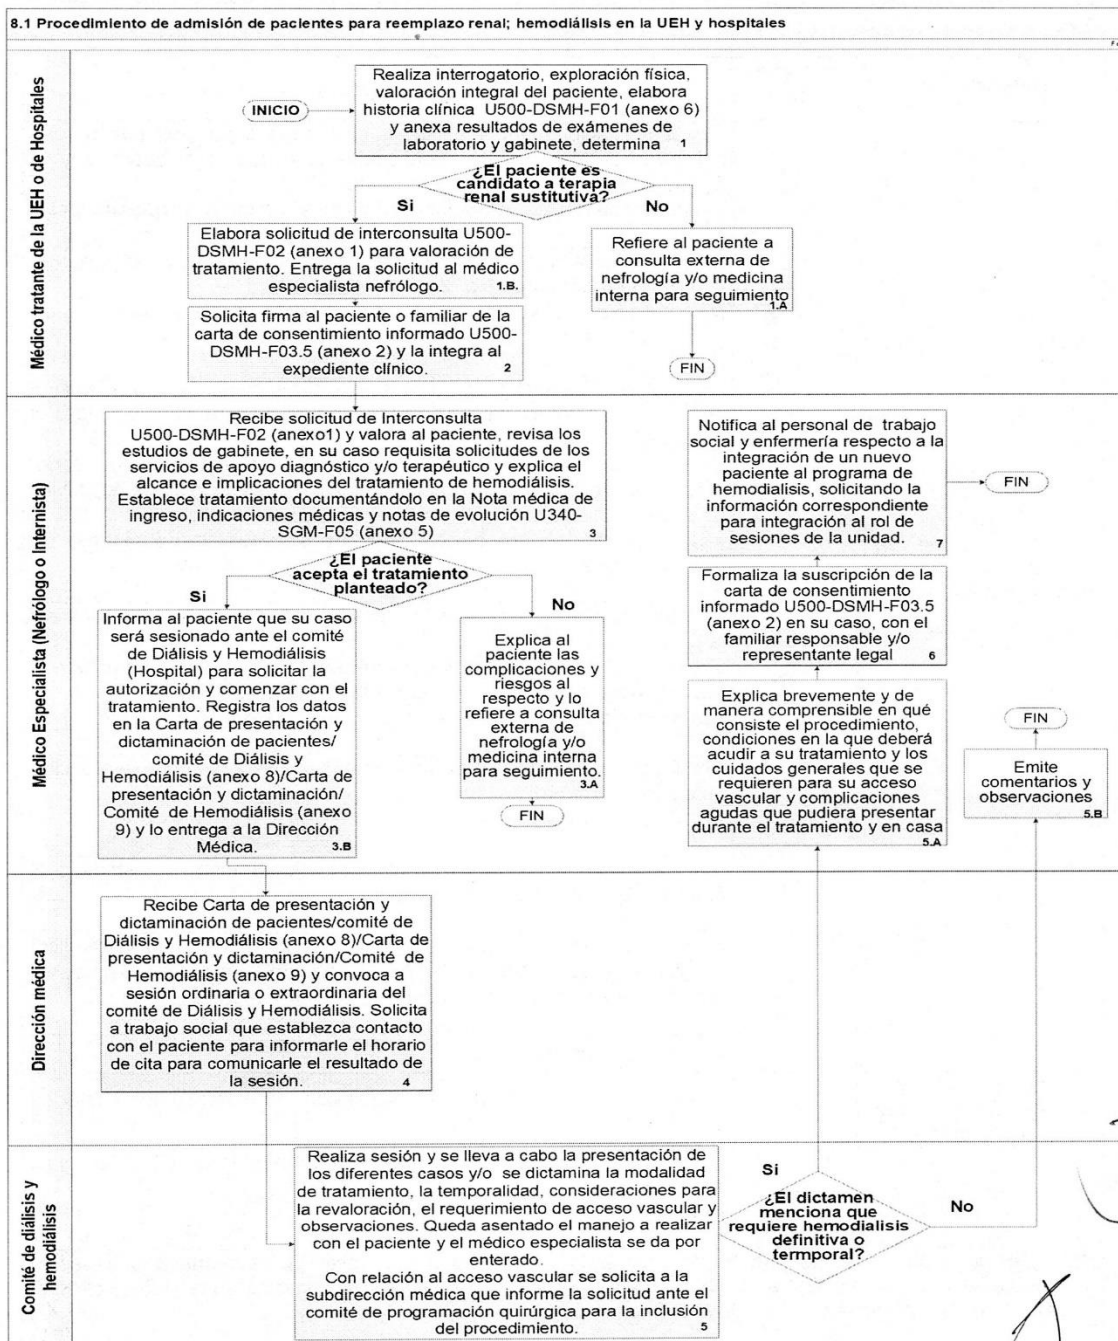 8.1 Procedimiento de admisión de pacientes para reemplazo renal; hemodiálisis en la UEH y hospitales
Médico tratante de la UEH o de Hospitales
INICIO
Realiza interrogatorio, exploración física,
valoración integral del paciente, elabora
historia clínica U500-DSMH-F01 (anexo 6)
y anexa resultados de exámenes de
laboratorio y gabinete, determina
1
¿El paciente es
candidato a terapia
renal sustitutiva?
Si
No
Elabora solicitud de interconsulta U500-
DSMH-F02 (anexo 1) para valoración de
tratamiento. Entrega la solicitud al médico
especialista nefrólogo.
1.B.
Refiere al paciente a
consulta externa de
nefrología y/o medicina
interna para seguimiento
1.A
Solicita firma al paciente o familiar de la
carta de consentimiento informado U500-
DSMH-F03.5 (anexo 2) y la integra al
expediente clínico.
2
FIN
Médico Especialista (Nefrólogo o Internista)
Recibe solicitud de Interconsulta
U500-DSMH-F02 (anexo1) y valora al paciente, revisa los
estudios de gabinete, en su caso requisita solicitudes de los
servicios de apoyo diagnóstico y/o terapéutico y explica el
alcance e implicaciones del tratamiento de hemodiálisis.
Establece tratamiento documentándolo en la Nota médica de
ingreso, indicaciones médicas y notas de evolución U340-
SGM-F05 (anexo 5)
3
¿El paciente
acepta el tratamiento
planteado?
Si
No
Informa al paciente que su caso
será sesionado ante el comité
de Diálisis y Hemodiálisis
(Hospital) para solicitar la
autorización y comenzar con el
tratamiento. Registra los datos
en la Carta de presentación y
dictaminación de pacientes/
comité de Diálisis y
Hemodiálisis (anexo 8)/Carta de
presentación y dictaminación/
Comité de Hemodiálisis (anexo
9) y lo entrega a la Dirección
Médica.
3.B
Explica al
paciente las
complicaciones y
riesgos al
respecto y lo
refiere a consulta
externa de
nefrología y/o
medicina interna
para seguimiento.
3.A
FIN
Notifica al personal de trabajo
social y enfermería respecto a la
integración de un nuevo
paciente al programa de
hemodialisis, solicitando la
información correspondiente
para integración al rol de
sesiones de la unidad.
7
FIN
Formaliza la suscripción de la
carta de consentimiento
informado U500-DSMH-F03.5
(anexo 2) en su caso, con el
familiar responsable y/o
representante legal
6
Explica brevemente y de
manera comprensible en qué
consiste el procedimiento,
condiciones en la que deberá
acudir a su tratamiento y los
cuidados generales que se
requieren para su acceso
vascular y complicaciones
agudas que pudiera presentar
durante el tratamiento y en casa
5.A
FIN
Emite
comentarios y
observaciones
5.B
Dirección médica
Recibe Carta de presentación y
dictaminación de pacientes/comité de
Diálisis y Hemodiálisis (anexo 8)/Carta de
presentación y dictaminación/Comité de
Hemodiálisis (anexo 9) y convoca a
sesión ordinaria o extraordinaria del
comité de Diálisis y Hemodiálisis. Solicita
a trabajo social que establezca contacto
con el paciente para informarle el horario
de cita para comunicarle el resultado de
la sesión.
4
Comité de diálisis y
hemodiálisis
Realiza sesión y se lleva a cabo la presentación de
los diferentes casos y/o se dictamina la modalidad
de tratamiento, la temporalidad, consideraciones para
la revaloración, el requerimiento de acceso vascular y
observaciones. Queda asentado el manejo a realizar
con el paciente y el médico especialista se da por
enterado.
Con relación al acceso vascular se solicita a la
subdirección médica que informe la solicitud ante el
comité de programación quirúrgica para la inclusión
del procedimiento.
5
Si
¿El dictamen
menciona que
requiere hemodialisis
definitiva o
termporal?
No